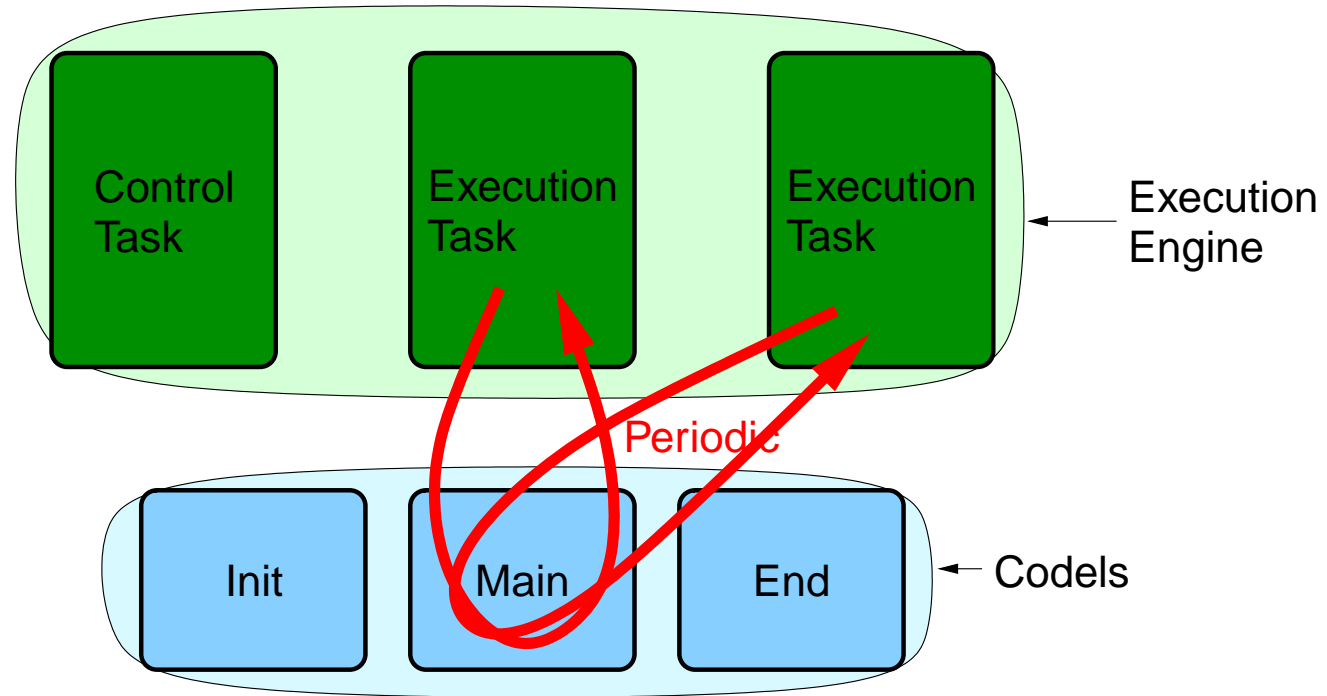 Control
Task
Execution
Task
Execution
Task
Execution
Engine
Periodic
Init
Main
End
Codels